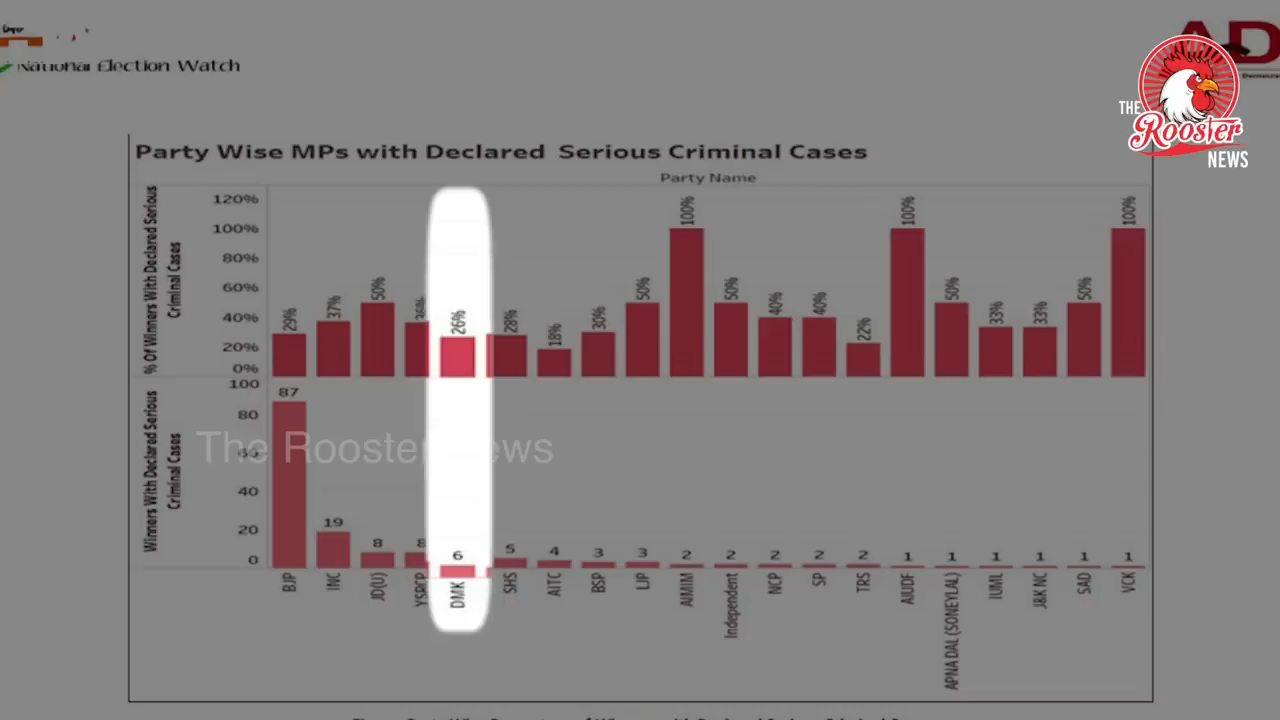 National Election Watch
AD
THE
Rooster
NEWS
Party Wise MPs with Declared Serious Criminal Cases
Party Name
% Of Winners With Declared Serious
Criminal Cases
120%
100%
80%
60%
40%
20%
0%
29%
37%
50%
36%
26%
28%
18%
30%
50%
100%
50%
40%
40%
22%
100%
50%
33%
33%
50%
100%
Winners With Declared Serious
Criminal Cases
100
80
60
40
20
0
87
19
8
8
6
5
4
3
3
2
2
2
2
2
1
1
1
1
1
1
The Rooster News
BJP
INC
JD(U)
YSRCP
DMK
SHS
AITC
BSP
LJP
AIMIM
Independent
NCP
SP
TRS
AIUDF
APNA DAL (SONEYLAL)
IUML
J&K NC
SAD
VCK